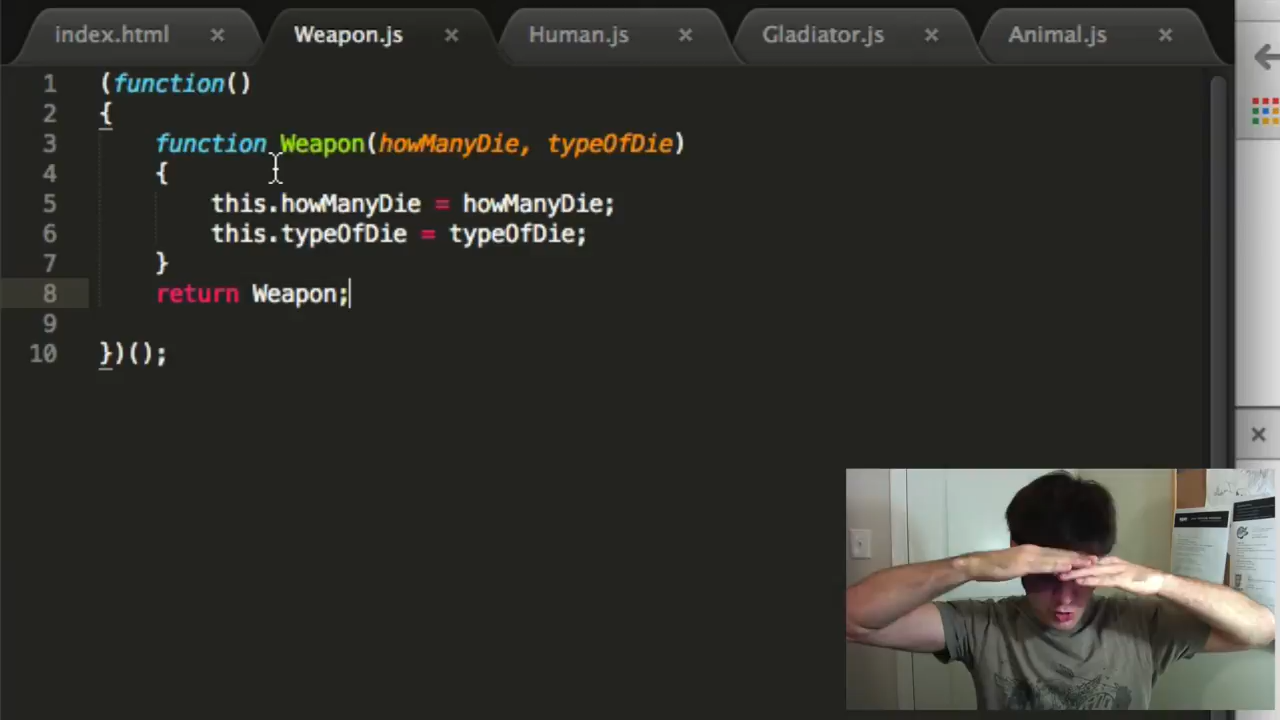 index.html × Weapon.js × Human.js × Gladiator.js × Animal.js ×
1 (function()
2 {
3 function Weapon(howManyDie, typeOfDie)
4 {
5 this.howManyDie = howManyDie;
6 this.typeOfDie = typeOfDie;
7 }
8 return Weapon;
9
10 })();